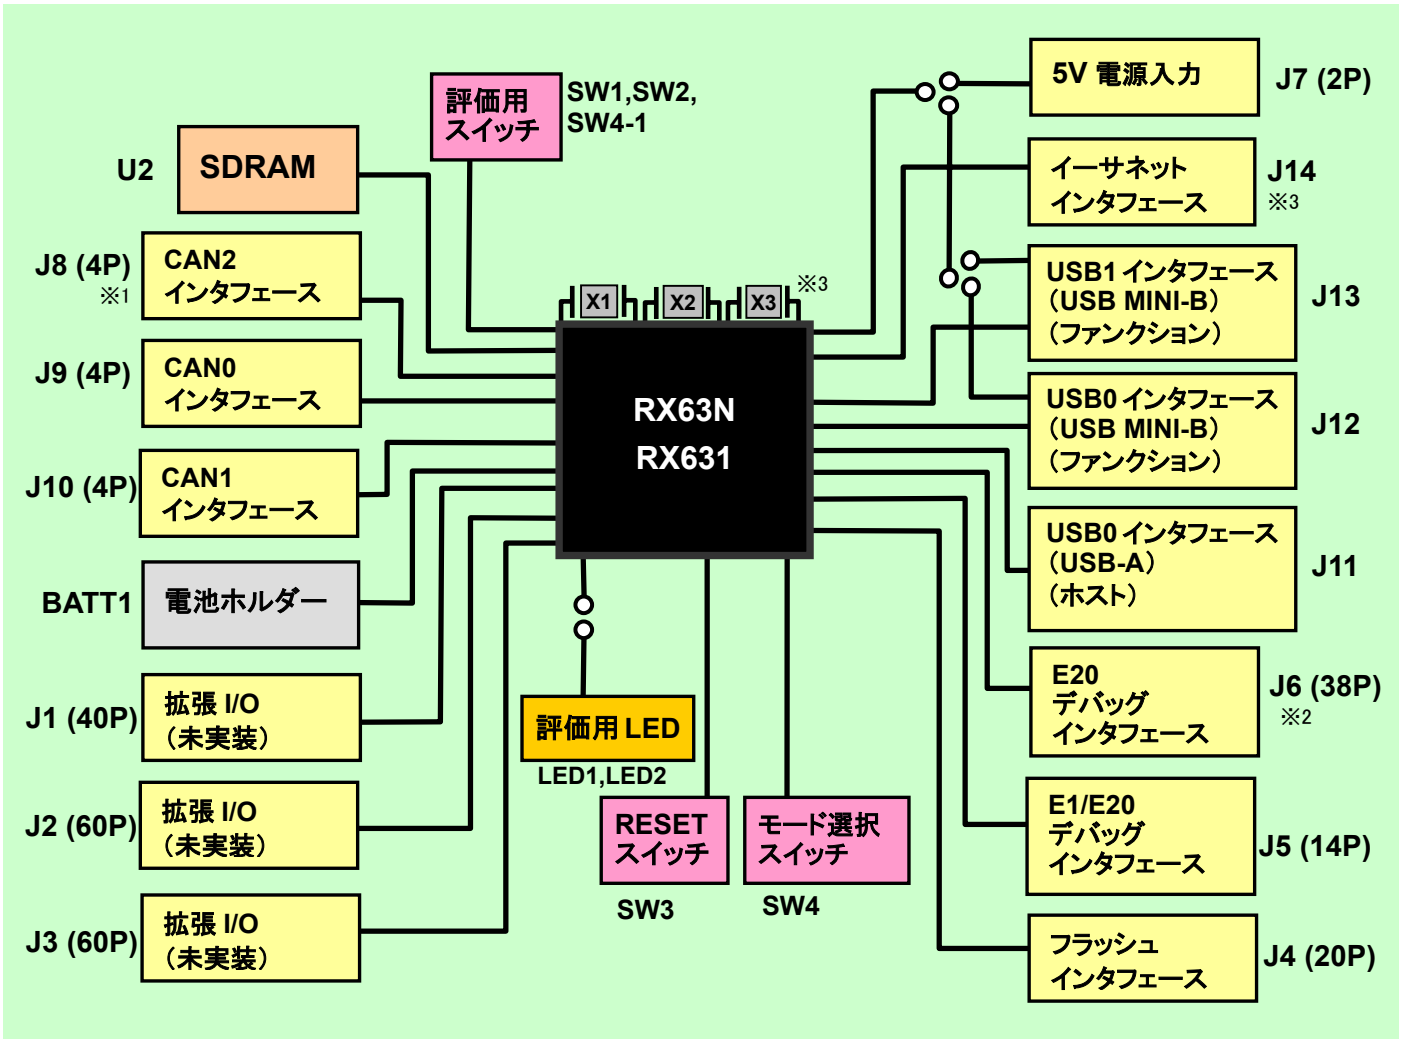 評価用
スイッチ
SW1,SW2,
SW4-1
U2
SDRAM
J8 (4P)
※1
CAN2
インタフェース
J9 (4P)
CAN0
インタフェース
J10 (4P)
CAN1
インタフェース
BATT1
電池ホルダー
J1 (40P)
拡張 I/O
（未実装）
J2 (60P)
拡張 I/O
（未実装）
J3 (60P)
拡張 I/O
（未実装）
X1
X2
X3
※3
RX63N
RX631
評価用 LED
LED1,LED2
RESET
スイッチ
SW3
モード選択
スイッチ
SW4
5V 電源入力
J7 (2P)
イーサネット
インタフェース
J14
※3
USB1 インタフェース
（USB MINI-B）
（ファンクション）
J13
USB0 インタフェース
（USB MINI-B）
（ファンクション）
J12
USB0 インタフェース
（USB-A）
（ホスト）
J11
E20
デバッグ
インタフェース
J6 (38P)
※2
E1/E20
デバッグ
インタフェース
J5 (14P)
フラッシュ
インタフェース
J4 (20P)